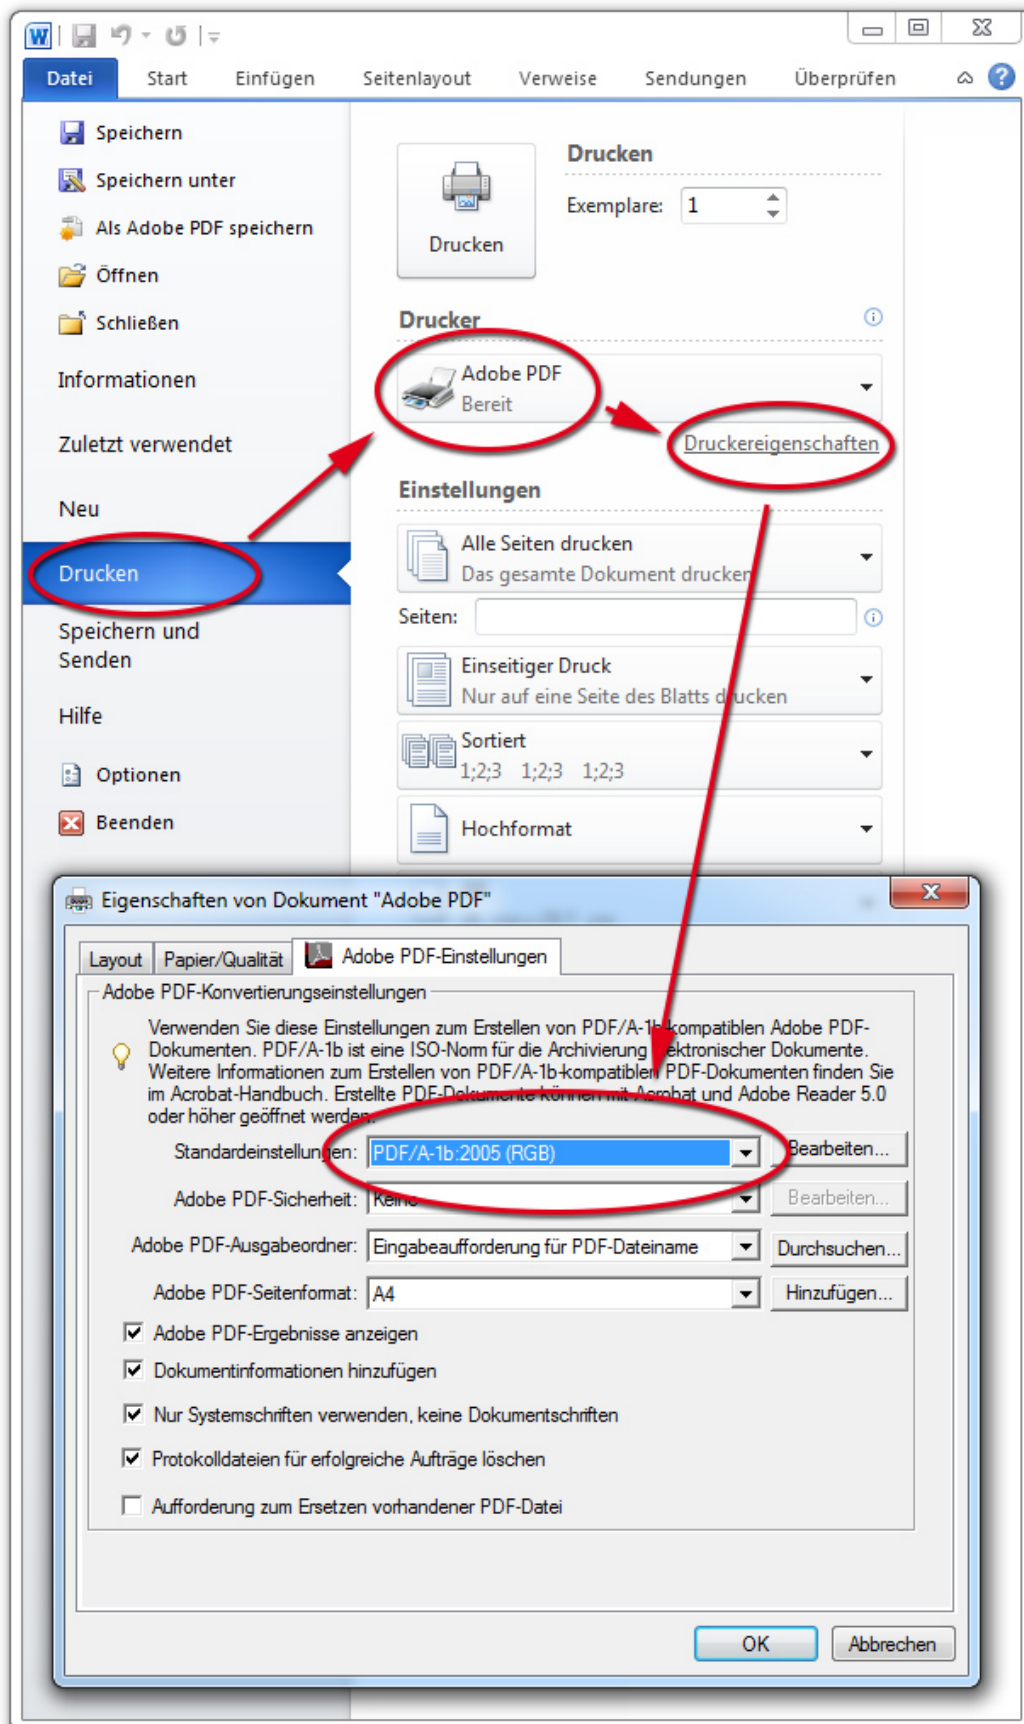 W
Datei Start Einfügen Seitenlayout Verweise Sendungen Überprüfen ?
Speichern
Speichern unter
Als Adobe PDF speichern
Öffnen
Schließen
Informationen
Zuletzt verwendet
Neu
Drucken
Speichern und
Senden
Hilfe
Optionen
Beenden
Drucken
Drucken
Exemplare: 1
Drucker
Adobe PDF
Bereit
Druckereigenschaften
Einstellungen
Alle Seiten drucken
Das gesamte Dokument drucken
Seiten:
Einseitiger Druck
Nur auf eine Seite des Blatts drucken
Sortiert
1;2;3 1;2;3 1;2;3
Hochformat
Eigenschaften von Dokument "Adobe PDF"
Layout Papier/Qualität Adobe PDF-Einstellungen
Adobe PDF-Konvertierungseinstellungen
Verwenden Sie diese Einstellungen zum Erstellen von PDF/A-1b-kompatiblen Adobe PDF-
Dokumenten. PDF/A-1b ist eine ISO-Norm für die Archivierung elektronischer Dokumente.
Weitere Informationen zum Erstellen von PDF/A-1b-kompatiblen PDF-Dokumenten finden Sie
im Acrobat-Handbuch. Erstellte PDF-Dokumente können mit Acrobat und Adobe Reader 5.0
oder höher geöffnet werden.
Standardeinstellungen: PDF/A-1b:2005 (RGB) Bearbeiten...
Adobe PDF-Sicherheit: Keine Bearbeiten...
Adobe PDF-Ausgabeordner: Eingabeaufforderung für PDF-Dateiname Durchsuchen...
Adobe PDF-Seitenformat: A4 Hinzufügen...
Adobe PDF-Ergebnisse anzeigen
Dokumentinformationen hinzufügen
Nur Systemschriften verwenden, keine Dokumentschriften
Protokolldateien für erfolgreiche Aufträge löschen
Aufforderung zum Ersetzen vorhandener PDF-Datei
OK Abbrechen